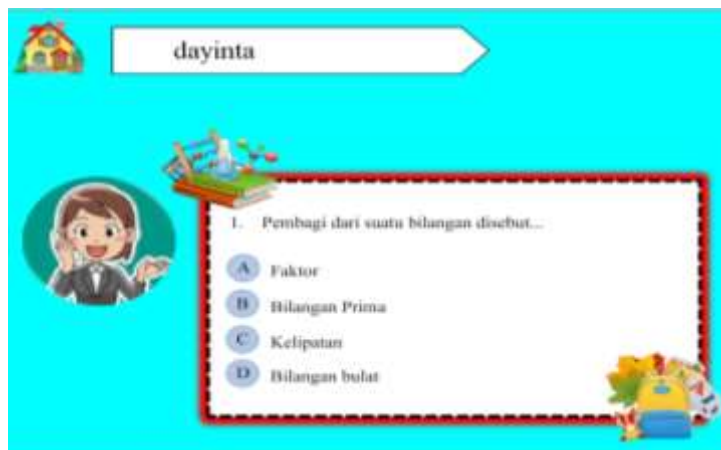 dayinta
1. Pembagi dari suatu bilangan disebut...
A Faktor
B Bilangan Prima
C Kelipatan
D Bilangan bulat